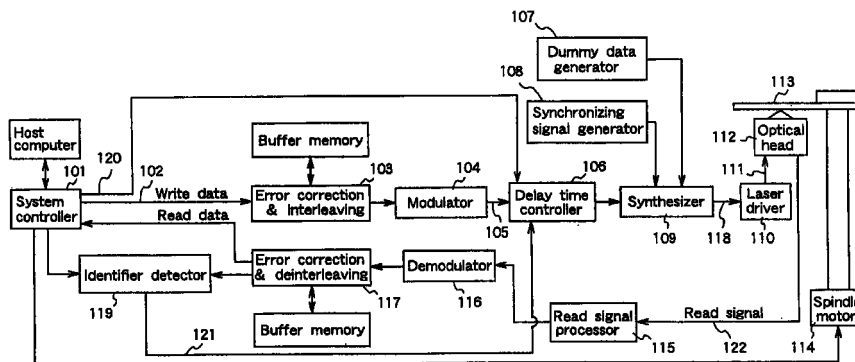 107
Dummy data
generator
108
Synchronizing
signal generator
113
112
Optical
head
111
Host
computer
101
120
102
Buffer memory
103
104
106
System
controller
Write data
Read data
Error correction
& interleaving
Modulator
105
Delay time
controller
Synthesizer
109
118
Laser
driver
110
Identifier detector
119
Error correction
& deinterleaving
117
Demodulator
116
Buffer memory
121
Read signal
processor
115
Read signal
122
Spindle
motor
114